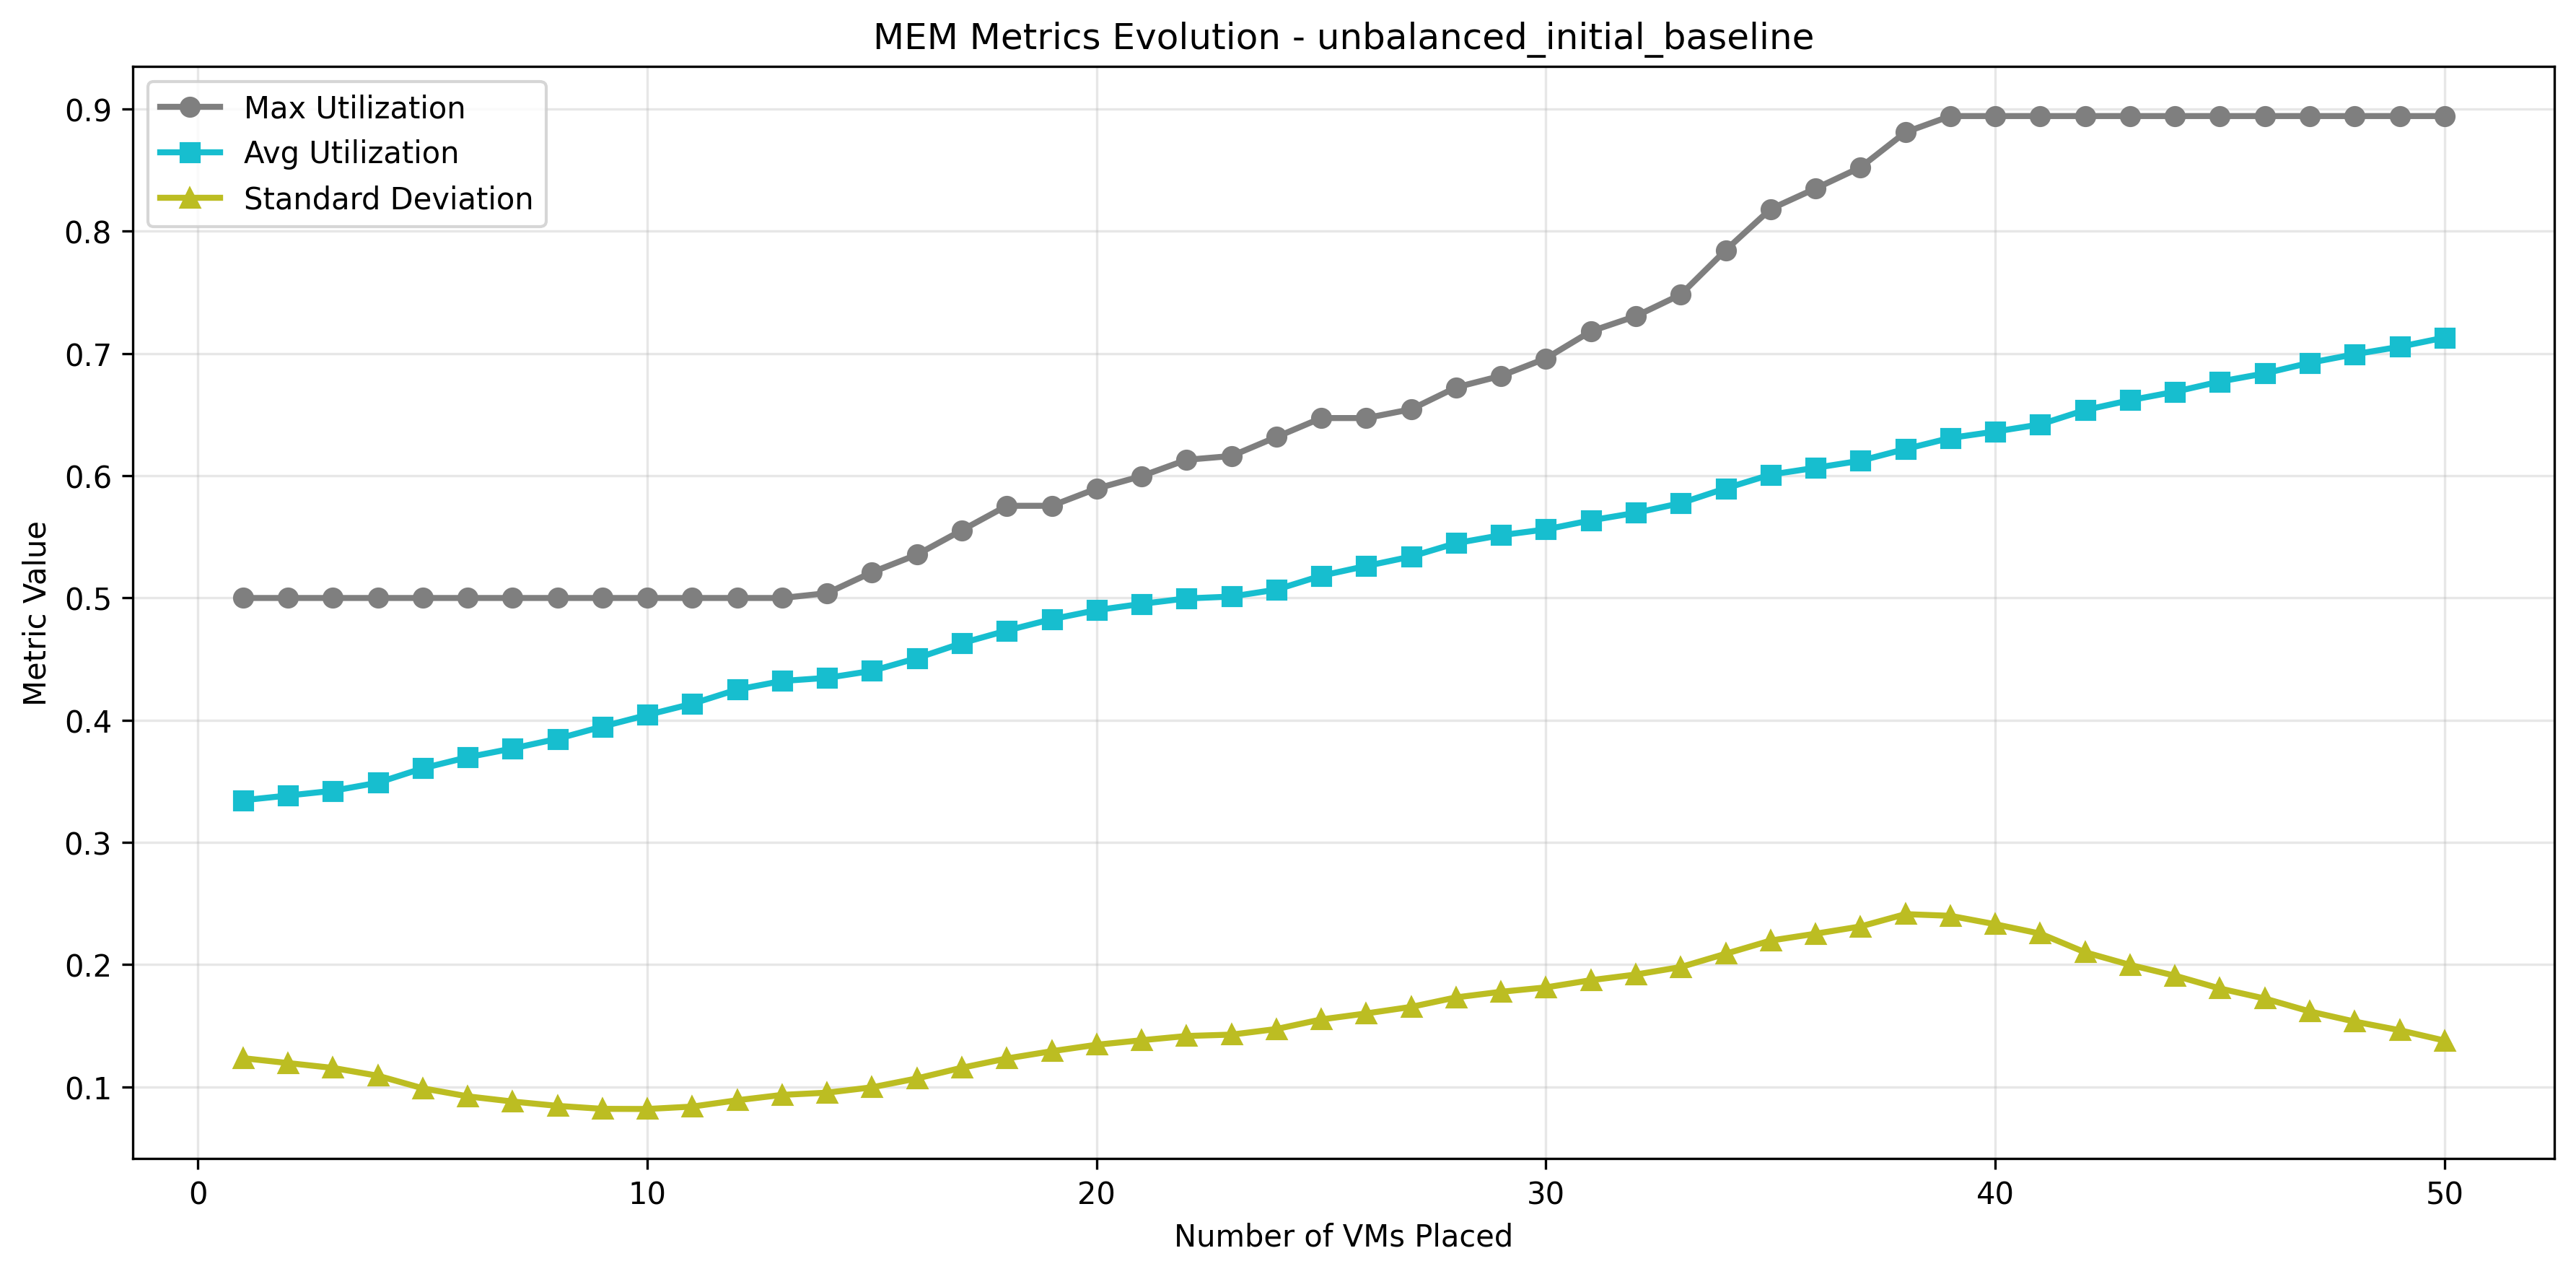 MEM Metrics Evolution - unbalanced_initial_baseline
Max Utilization
Avg Utilization
Standard Deviation
0.9
0.8
0.7
0.6
0.5
0.4
0.3
0.2
0.1
Metric Value
0 10 20 30 40 50
Number of VMs Placed